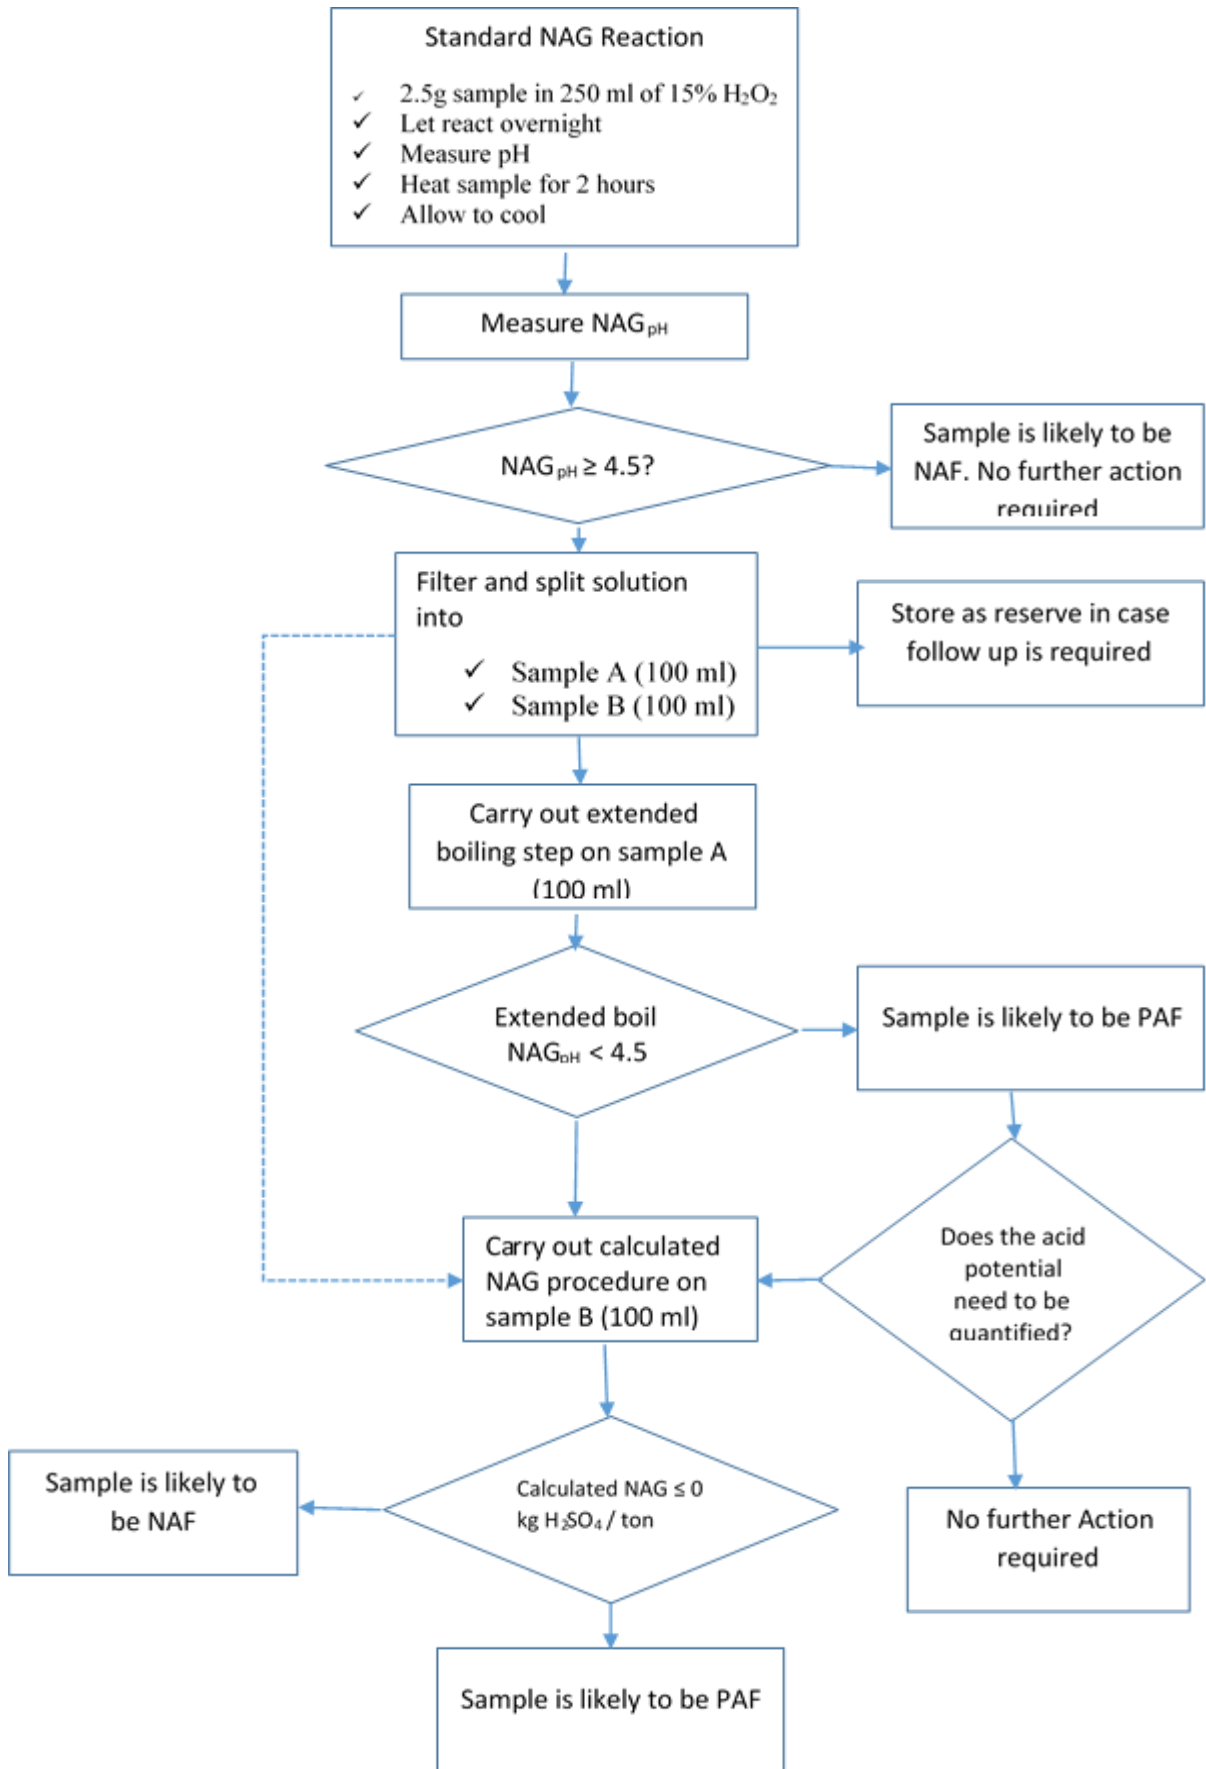 Standard NAG Reaction
✓ 2.5g sample in 250 ml of 15% H₂O₂
✓ Let react overnight
✓ Measure pH
✓ Heat sample for 2 hours
✓ Allow to cool
Measure NAGpH
NAGpH ≥ 4.5?
Sample is likely to be
NAF. No further action
required
Filter and split solution
into
✓ Sample A (100 ml)
✓ Sample B (100 ml)
Store as reserve in case
follow up is required
Carry out extended
boiling step on sample A
(100 ml)
Extended boil
NAGpH < 4.5
Sample is likely to be PAF
Does the acid
potential
need to be
quantified?
Carry out calculated
NAG procedure on
sample B (100 ml)
Calculated NAG ≤ 0
kg H₂SO₄ / ton
Sample is likely to
be NAF
No further Action
required
Sample is likely to be PAF